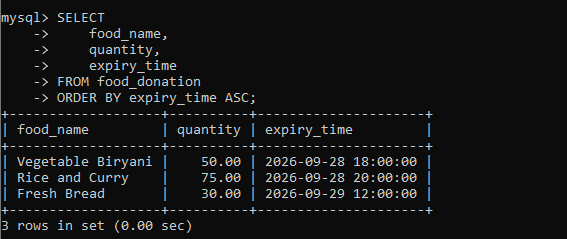 mysql> SELECT
    ->     food_name,
    ->     quantity,
    ->     expiry_time
    -> FROM food_donation
    -> ORDER BY expiry_time ASC;
+-------------------+----------+---------------------+
| food_name         | quantity | expiry_time         |
+-------------------+----------+---------------------+
| Vegetable Biryani |    50.00 | 2026-09-28 18:00:00 |
| Rice and Curry    |    75.00 | 2026-09-28 20:00:00 |
| Fresh Bread       |    30.00 | 2026-09-29 12:00:00 |
+-------------------+----------+---------------------+
3 rows in set (0.00 sec)